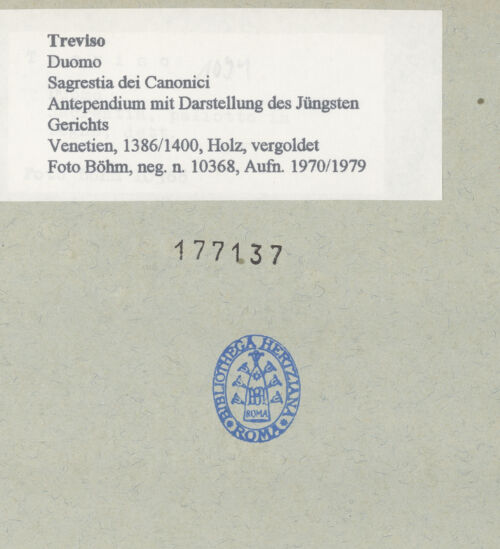 Treviso
Duomo
Sagrestia dei Canonici
Antependium mit Darstellung des Jüngsten
Gerichts
Venetien, 1386/1400, Holz, vergoldet
Foto Böhm, neg. n. 10368, Aufn. 1970/1979
177137
BIBLIOTHECA HERTZIANA
ROMA
ROMA